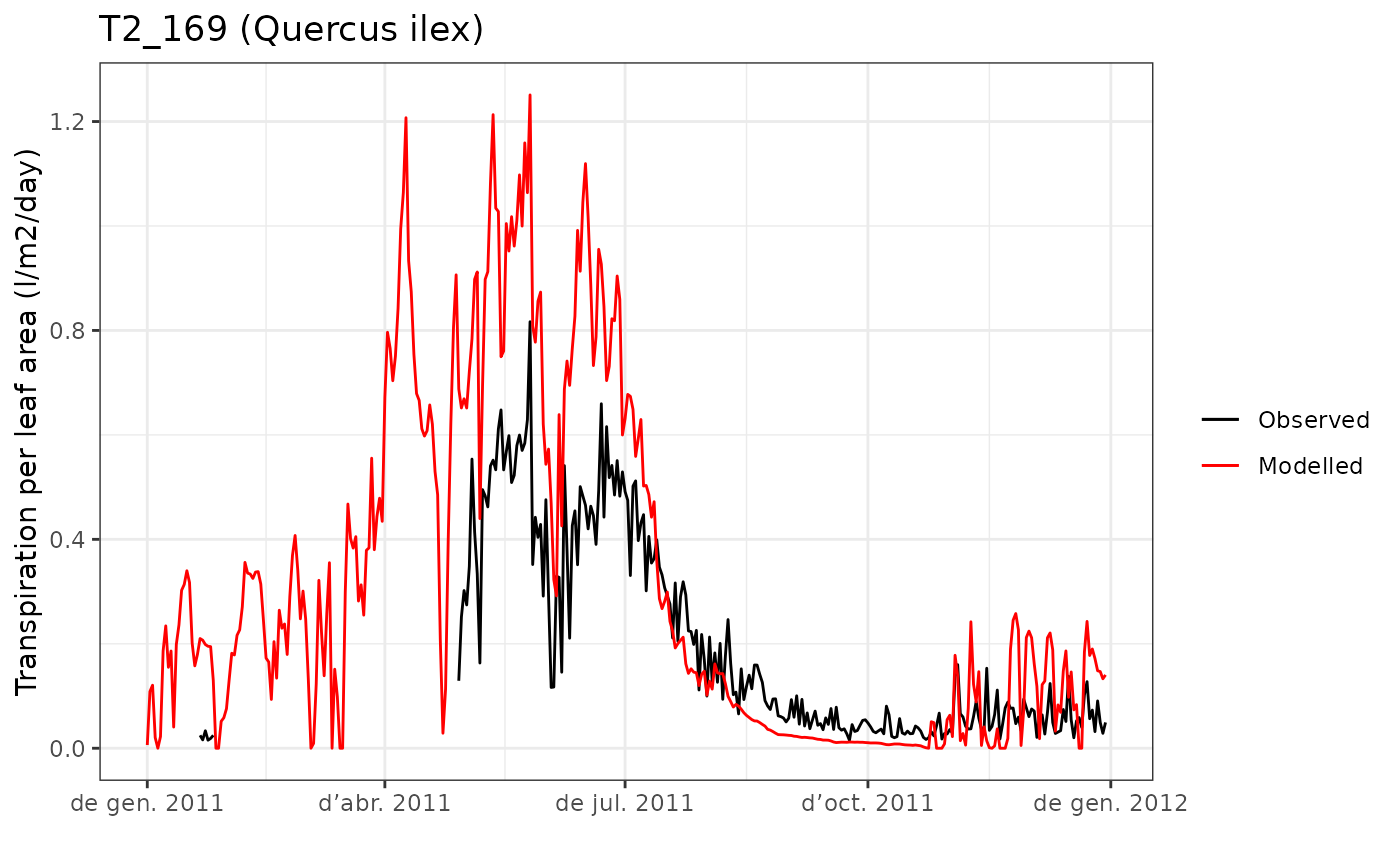 T2_169 (Quercus ilex)
Transpiration per leaf area (l/m2/day)
1.2
0.8
0.4
0.0
de gen. 2011
d’abr. 2011
de jul. 2011
d’oct. 2011
de gen. 2012
Observed
Modelled